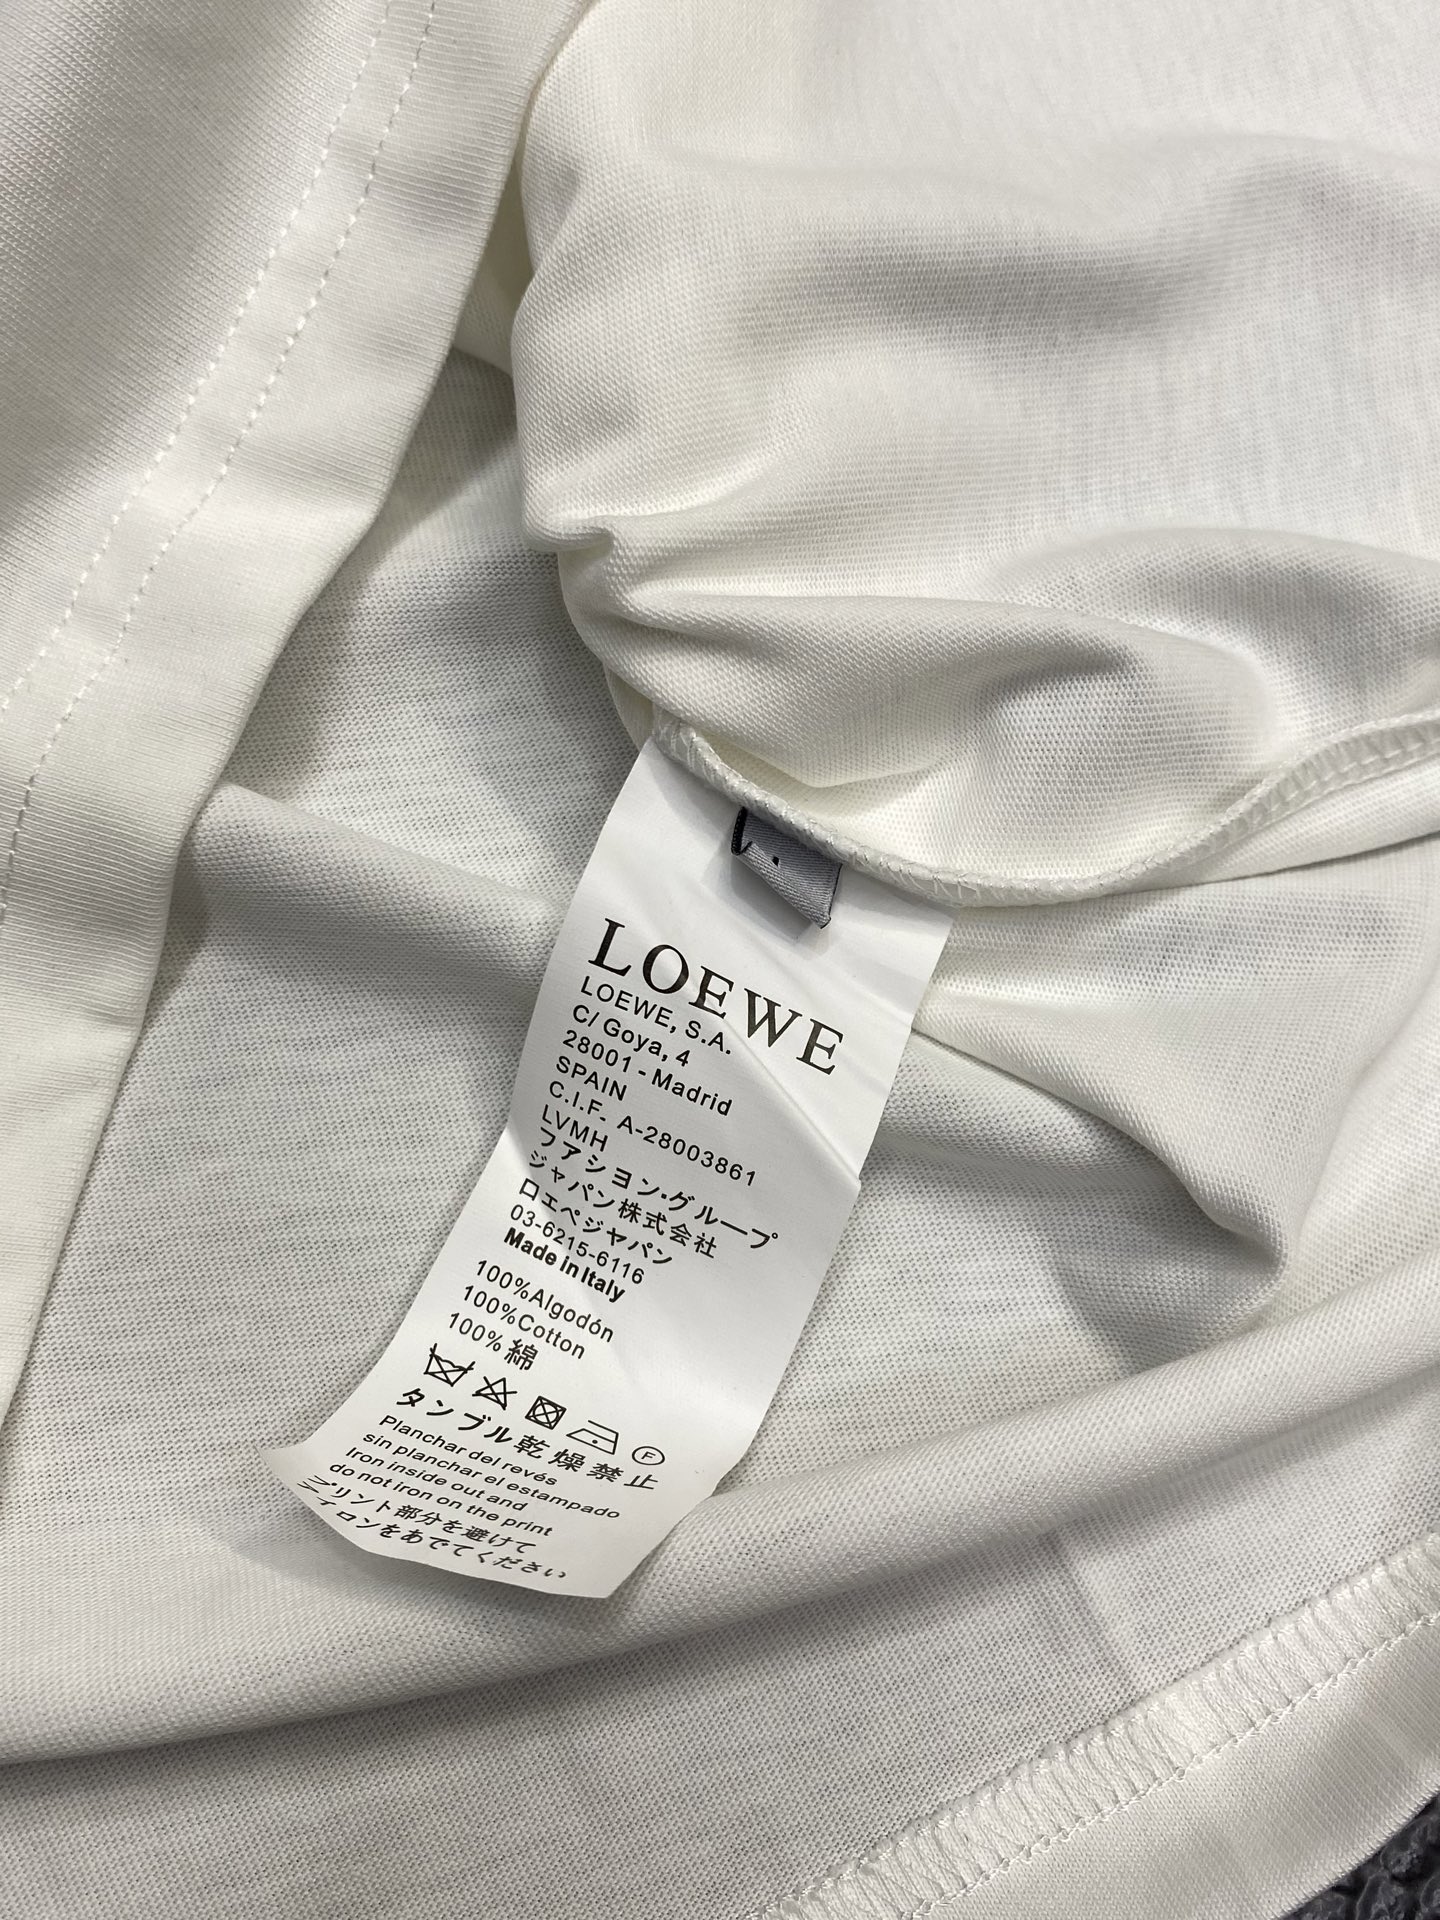 LOEWE
LOEWE, S.A.
C/ Goya, 4
28001 - Madrid
SPAIN
C.I.F. A-28003861
LVMH
ファシヨン・グループ
ジャパン株式会社
ロエベジャパン
03-6215-6116
Made in Italy
100%Algodón
100%Cotton
100% 綿
F
タンブル乾燥禁止
Planchar del revés
sin planchar el estampado
Iron inside out and
do not iron on the print
プリント部分を避けて
イロンをあでてください